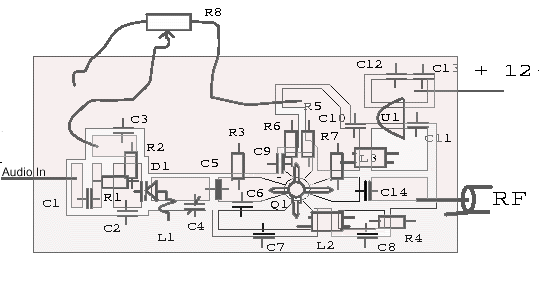 R8
C12 C13 + 12
C3 R5 C10 U1
R6 R7 C11
R3
R2
Audio In D1 C5 C9 L3
C1 R1 C6 Q1 C14 RF
C2 L1 C4
C7 L2 C8 R4